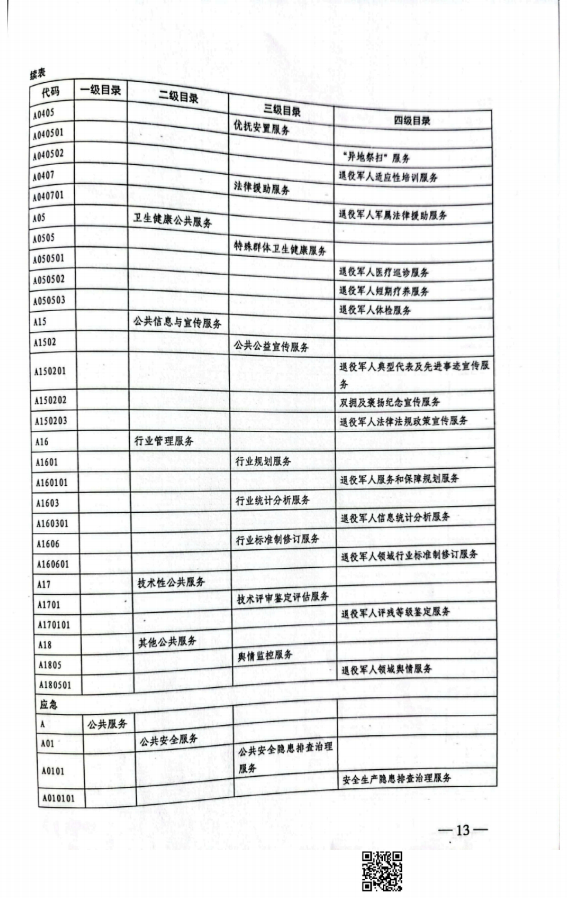 续表
代码 一级目录 二级目录 三级目录 四级目录
A0405 优抚安置服务
A040501 “异地祭扫”服务
A040502 退役军人适应性培训服务
A0407 法律援助服务
A040701 退役军人军属法律援助服务
A05 卫生健康公共服务
A0505 特殊群体卫生健康服务
A050501 退役军人医疗巡诊服务
A050502 退役军人短期疗养服务
A050503 退役军人体检服务
A15 公共信息与宣传服务
A1502 公共公益宣传服务
A150201 退役军人典型代表及先进事迹宣传服
务
A150202 双拥及褒扬纪念宣传服务
A150203 退役军人法律法规政策宣传服务
A16 行业管理服务
A1601 行业规划服务
A160101 退役军人服务和保障规划服务
A1603 行业统计分析服务
A160301 退役军人信息统计分析服务
A1606 行业标准制修订服务
A160601 退役军人领域行业标准制修订服务
A17 技术性公共服务
A1701 技术评审鉴定评估服务
A170101 退役军人评残等级鉴定服务
A18 其他公共服务
A1805 舆情监控服务
A180501 退役军人领域舆情服务
应急
A 公共服务
A01 公共安全服务
A0101 公共安全隐患排查治理
服务
A010101 安全生产隐患排查治理服务
—13—